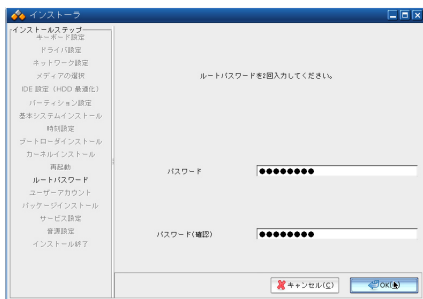 インストーラ
インストールステップ
キーボード設定
ドライバ設定
ネットワーク設定
メディアの選択
IDE 設定（HDD 最適化）
パーティション設定
基本システムインストール
時刻設定
ブートローダインストール
カーネルインストール
再起動
ルートパスワード
ユーザーアカウント
パッケージインストール
サービス設定
音源設定
インストール終了
ルートパスワードを2回入力してください。
パスワード
パスワード(確認)
キャンセル(C)
OK(O)